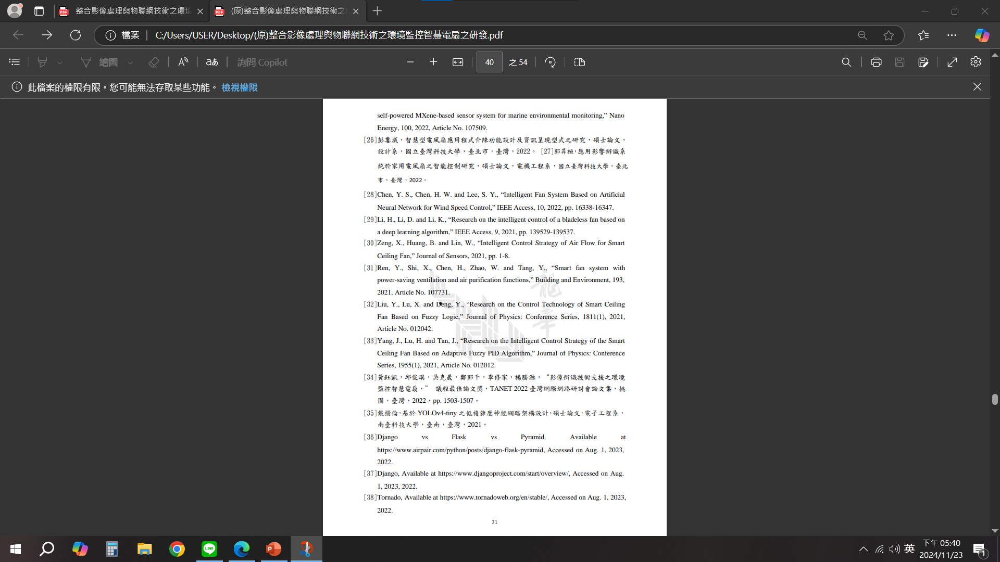 整合影像處理與物聯網技術之環境
(原)整合影像處理與物聯網技術之
檔案 C:/Users/USER/Desktop/(原)整合影像處理與物聯網技術之環境監控智慧電扇之研發.pdf
繪圖 aあ 詢問 Copilot 40 之 54
此檔案的權限有限。您可能無法存取某些功能。 檢視權限
self-powered MXene-based sensor system for marine environmental monitoring,” Nano
Energy, 100, 2022, Article No. 107509.
[26]彭婁威，智慧型電風扇應用程式介陎功能設計及資訊呈現型式之研究，碩士論文，
設計系，國立臺灣科技大學，臺北市，臺灣，2022。 [27]郭昇桓，應用影響辨識系
統於家用電風扇之智能控制研究，碩士論文，電機工程系，國立臺灣科技大學，臺北
市，臺灣，2022。
[28]Chen, Y. S., Chen, H. W. and Lee, S. Y., “Intelligent Fan System Based on Artificial
Neural Network for Wind Speed Control,” IEEE Access, 10, 2022, pp. 16338-16347.
[29]Li, H., Li, D. and Li, K., “Research on the intelligent control of a bladeless fan based on
a deep learning algorithm,” IEEE Access, 9, 2021, pp. 139529-139537.
[30]Zeng, X., Huang, B. and Lin, W., “Intelligent Control Strategy of Air Flow for Smart
Ceiling Fan,” Journal of Sensors, 2021, pp. 1-8.
[31]Ren, Y., Shi, X., Chen, H., Zhao, W. and Tang, Y., “Smart fan system with
power-saving ventilation and air purification functions,” Building and Environment, 193,
2021, Article No. 107731.
[32]Liu, Y., Lu, X. and Deng, Y., “Research on the Control Technology of Smart Ceiling
Fan Based on Fuzzy Logic,” Journal of Physics: Conference Series, 1811(1), 2021,
Article No. 012042.
[33]Yang, J., Lu, H. and Tan, J., “Research on the Intelligent Control Strategy of the Smart
Ceiling Fan Based on Adaptive Fuzzy PID Algorithm,” Journal of Physics: Conference
Series, 1955(1), 2021, Article No. 012012.
[34]黃鈺凱，邱俊琪，吳克晟，鄭郭千，李修家，楊勝源，“影像辨識技術支援之環境
監控智慧電扇，” 議程最佳論文獎，TANET 2022 臺灣網際網路研討會論文集，桃
園，臺灣，2022，pp. 1503-1507。
[35]戴揚倫，基於 YOLOv4-tiny 之低複雜度神經網路架構設計，碩士論文，電子工程系，
南臺科技大學，臺南，臺灣，2021。
[36]Django vs Flask vs Pyramid, Available at
https://www.airpair.com/python/posts/django-flask-pyramid, Accessed on Aug. 1, 2023,
2022.
[37]Django, Available at https://www.djangoproject.com/start/overview/, Accessed on Aug.
1, 2023, 2022.
[38]Tornado, Available at https://www.tornadoweb.org/en/stable/, Accessed on Aug. 1, 2023,
2022.
31
龍華
LHU
英
下午 05:40
2024/11/23
1